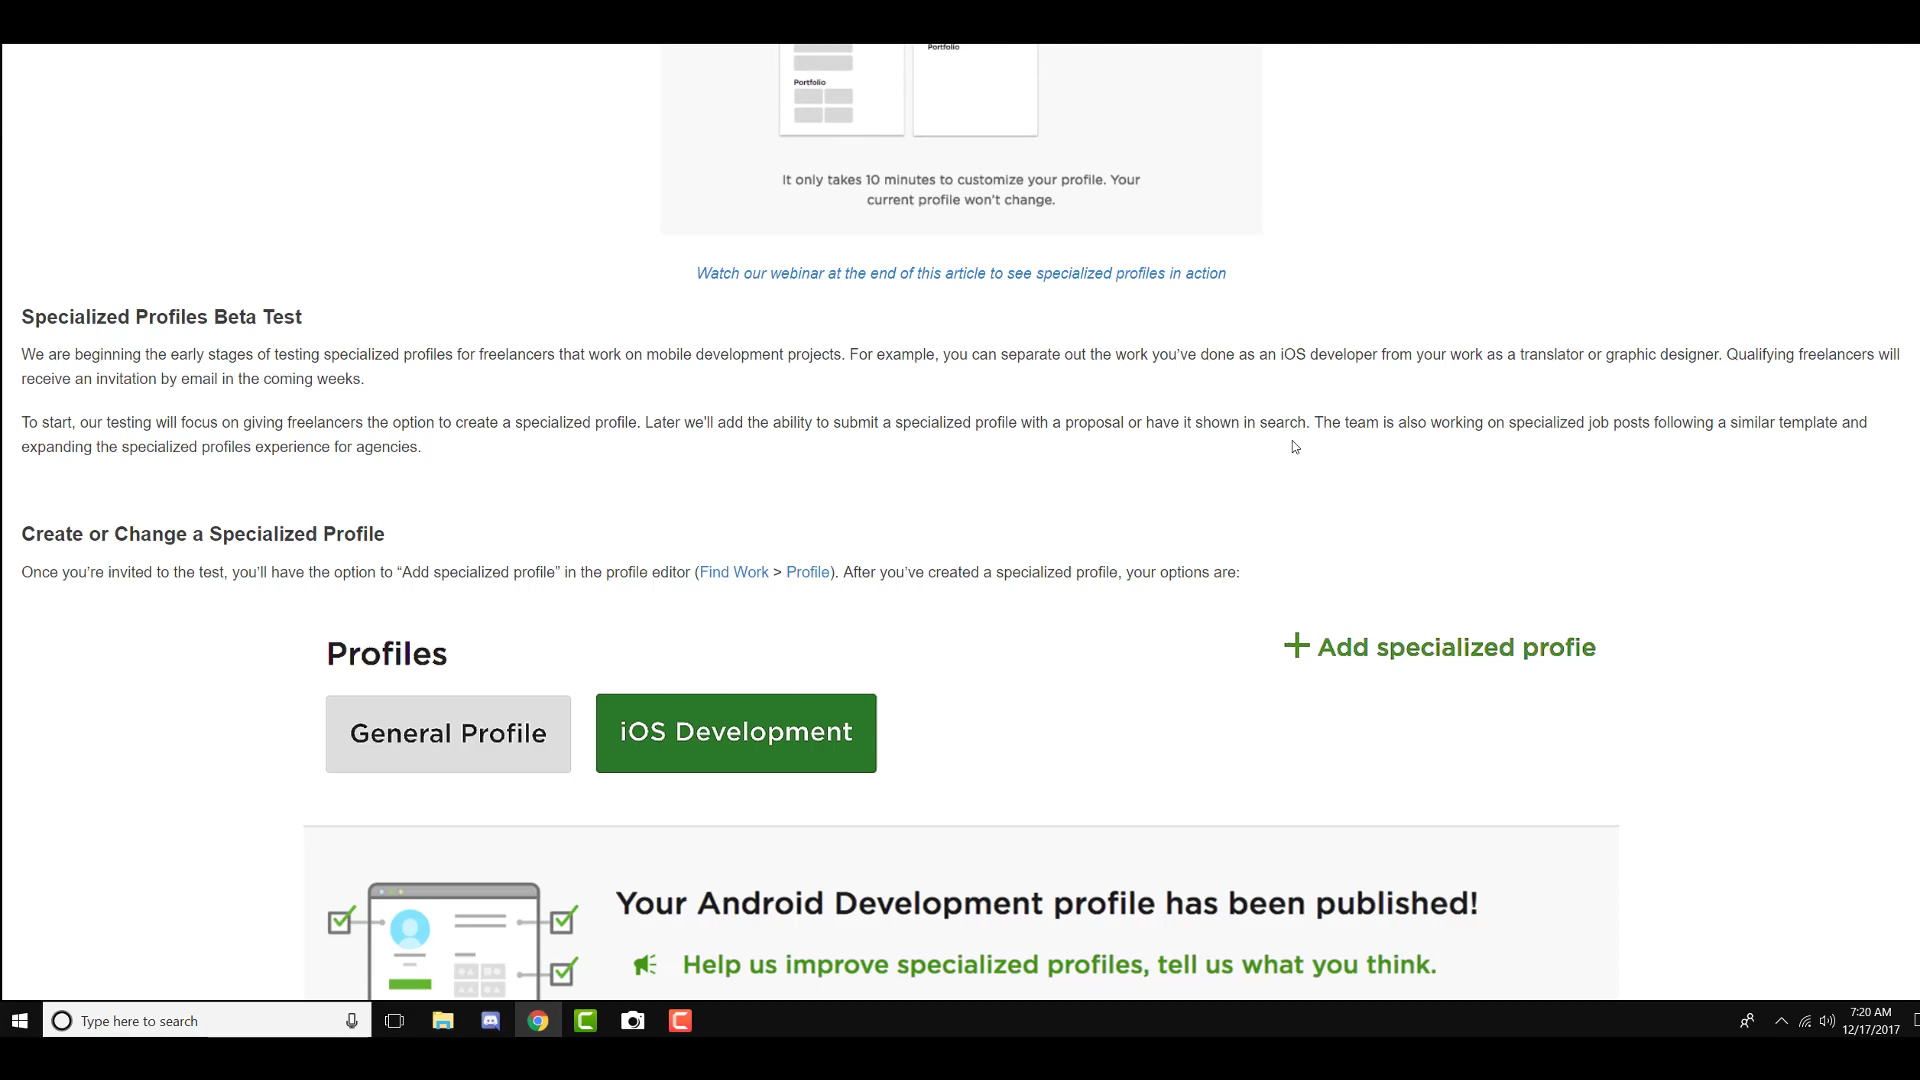 Portfolio
Portfolio
It only takes 10 minutes to customize your profile. Your
current profile won't change.
Watch our webinar at the end of this article to see specialized profiles in action
Specialized Profiles Beta Test
We are beginning the early stages of testing specialized profiles for freelancers that work on mobile development projects. For example, you can separate out the work you've done as an iOS developer from your work as a translator or graphic designer. Qualifying freelancers will
receive an invitation by email in the coming weeks.
To start, our testing will focus on giving freelancers the option to create a specialized profile. Later we'll add the ability to submit a specialized profile with a proposal or have it shown in search. The team is also working on specialized job posts following a similar template and
expanding the specialized profiles experience for agencies.
Create or Change a Specialized Profile
Once you're invited to the test, you'll have the option to “Add specialized profile” in the profile editor (Find Work > Profile). After you've created a specialized profile, your options are:
Profiles
+ Add specialized profie
General Profile
iOS Development
Your Android Development profile has been published!
Help us improve specialized profiles, tell us what you think.
Type here to search
7:20 AM
12/17/2017